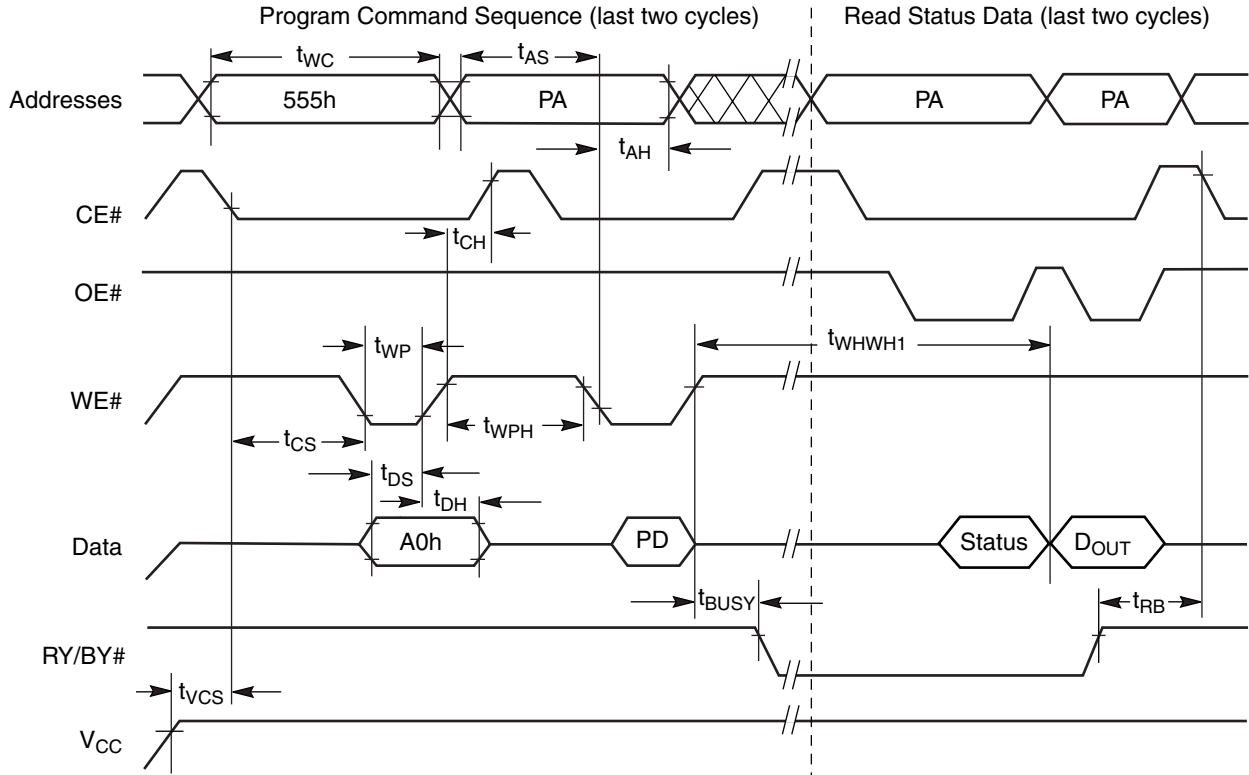 Program Command Sequence (last two cycles)
Read Status Data (last two cycles)
tWC
tAS
Addresses
555h
PA
PA
PA
tAH
CE#
tCH
OE#
tWP
tWHWH1
WE#
tCS
tWPH
tDS
tDH
Data
A0h
PD
Status
DOUT
tBUSY
tRB
RY/BY#
tVCS
VCC